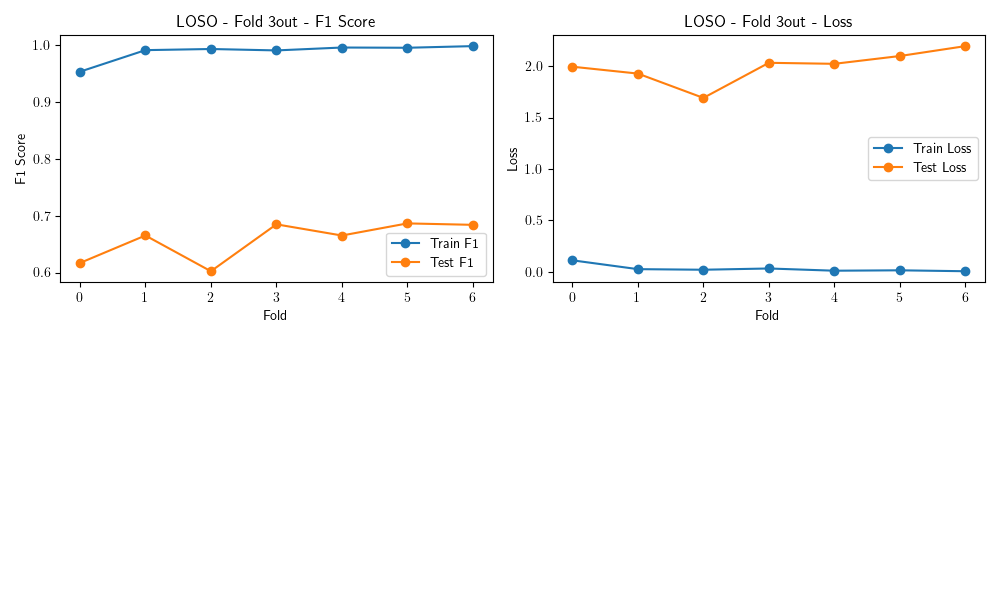 LOSO - Fold 3out - F1 Score
1.0
0.9
0.8
0.7
0.6
F1 Score
Train F1
Test F1
0 1 2 3 4 5 6
Fold
LOSO - Fold 3out - Loss
2.0
1.5
1.0
0.5
0.0
Loss
Train Loss
Test Loss
0 1 2 3 4 5 6
Fold